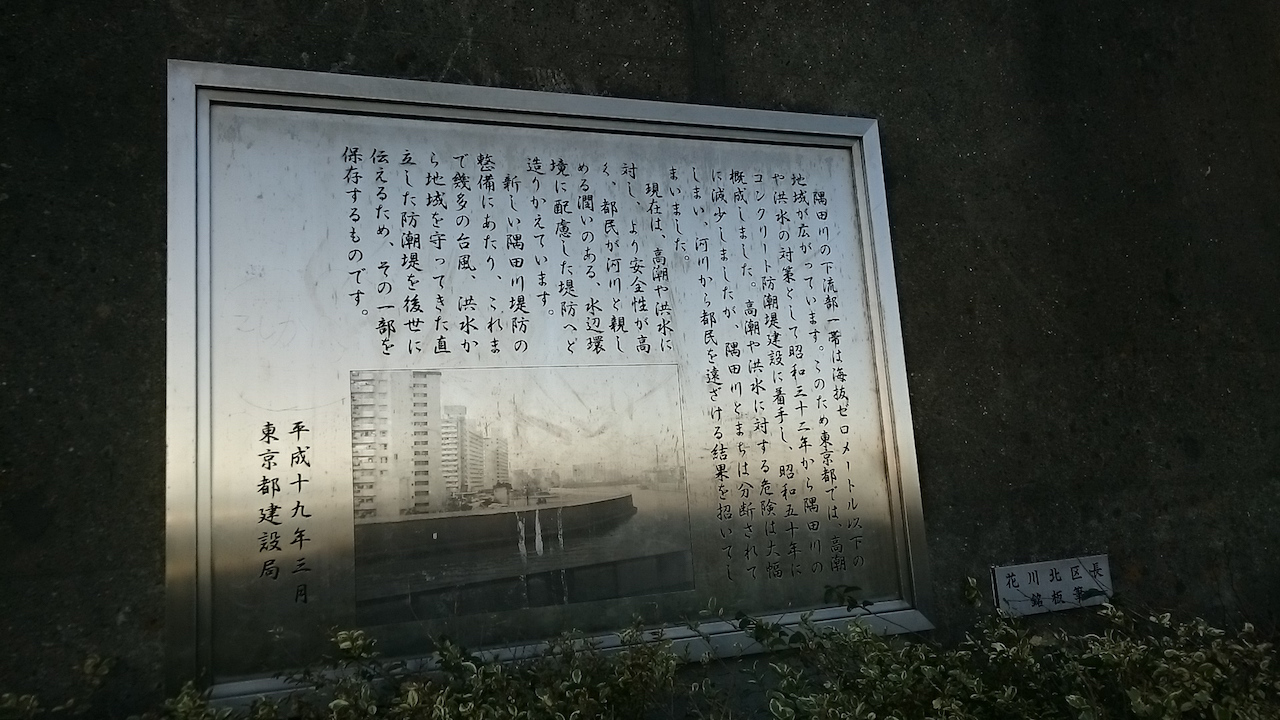 隅田川の下流部一帯は海抜ゼロメートル以下の
地域が広がっています。このため東京都では、高潮
や洪水の対策として昭和三十二年から隅田川の
コンクリート防潮堤建設に着手し、昭和五十年に
概成しました。高潮や洪水に対する危険は大幅
に減少しましたが、隅田川とまちは分断されて
しまい、河川から都民を遠ざける結果を招いてし
まいました。
現在は、高潮や洪水に
対し、より安全性が高
く、都民が河川と親し
める潤いのある、水辺環
境に配慮した堤防へと
造りかえています。
新しい隅田川堤防の
整備にあたり、これま
で幾多の台風、洪水か
ら地域を守ってきた直
立した防潮堤を後世に
伝えるため、その一部を
保存するものです。
平成十九年三月
東京都建設局
花川北区長
銘板筆